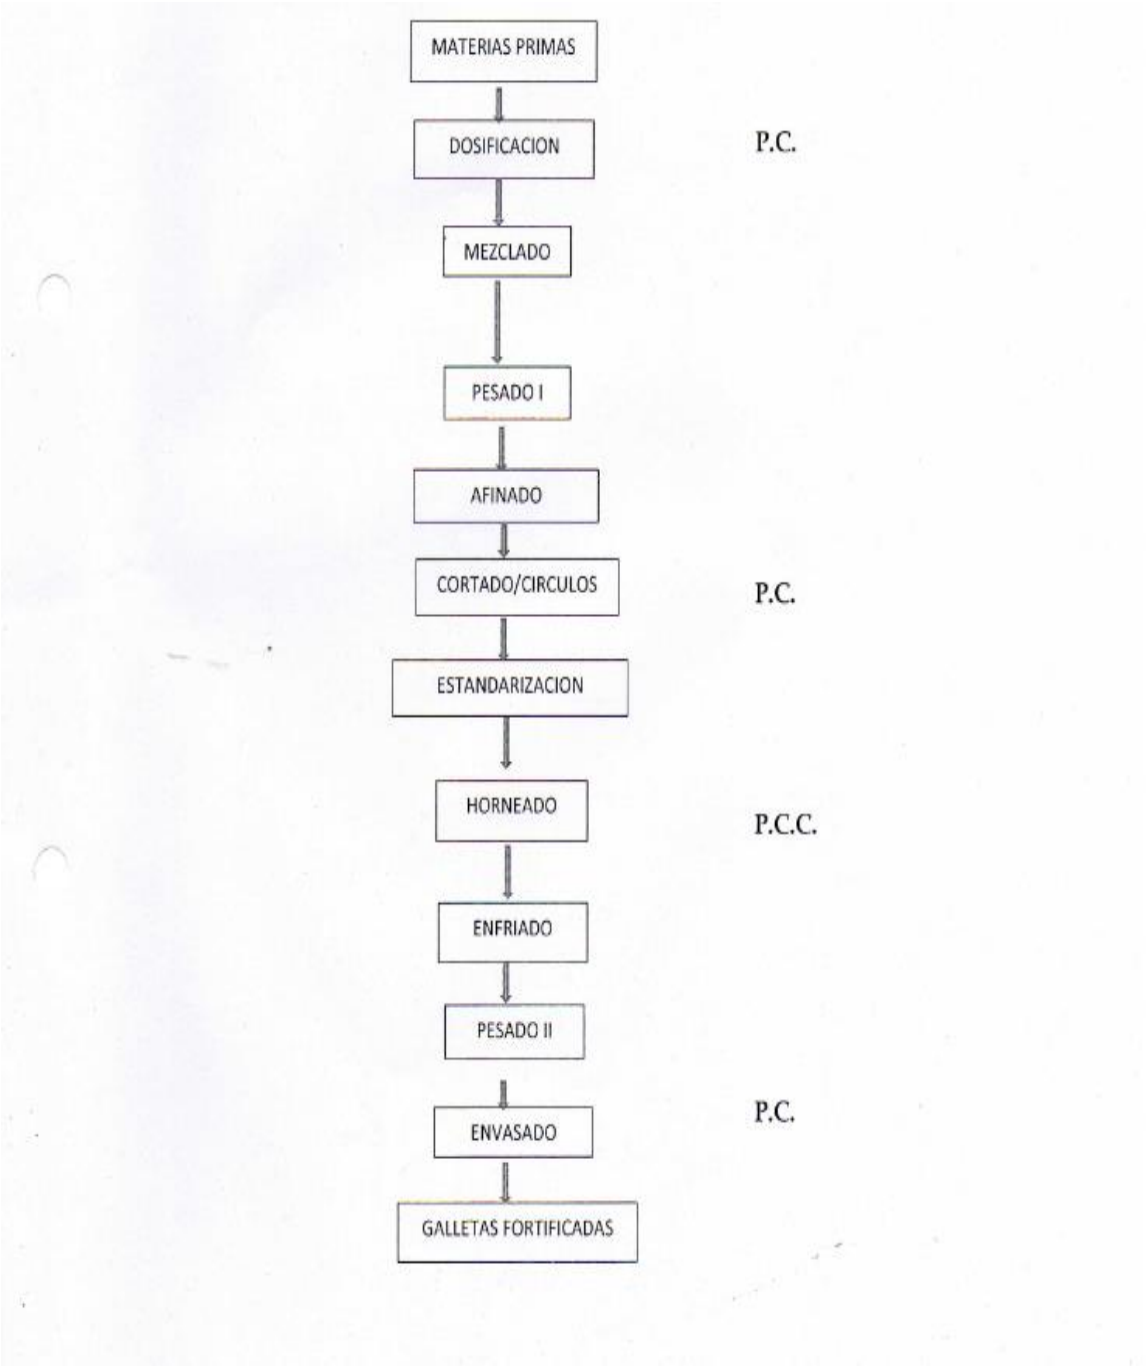 MATERIAS PRIMAS
DOSIFICACION
P.C.
MEZCLADO
PESADO I
AFINADO
CORTADO/CIRCULOS
P.C.
ESTANDARIZACION
HORNEADO
P.C.C.
ENFRIADO
PESADO II
P.C.
ENVASADO
GALLETAS FORTIFICADAS